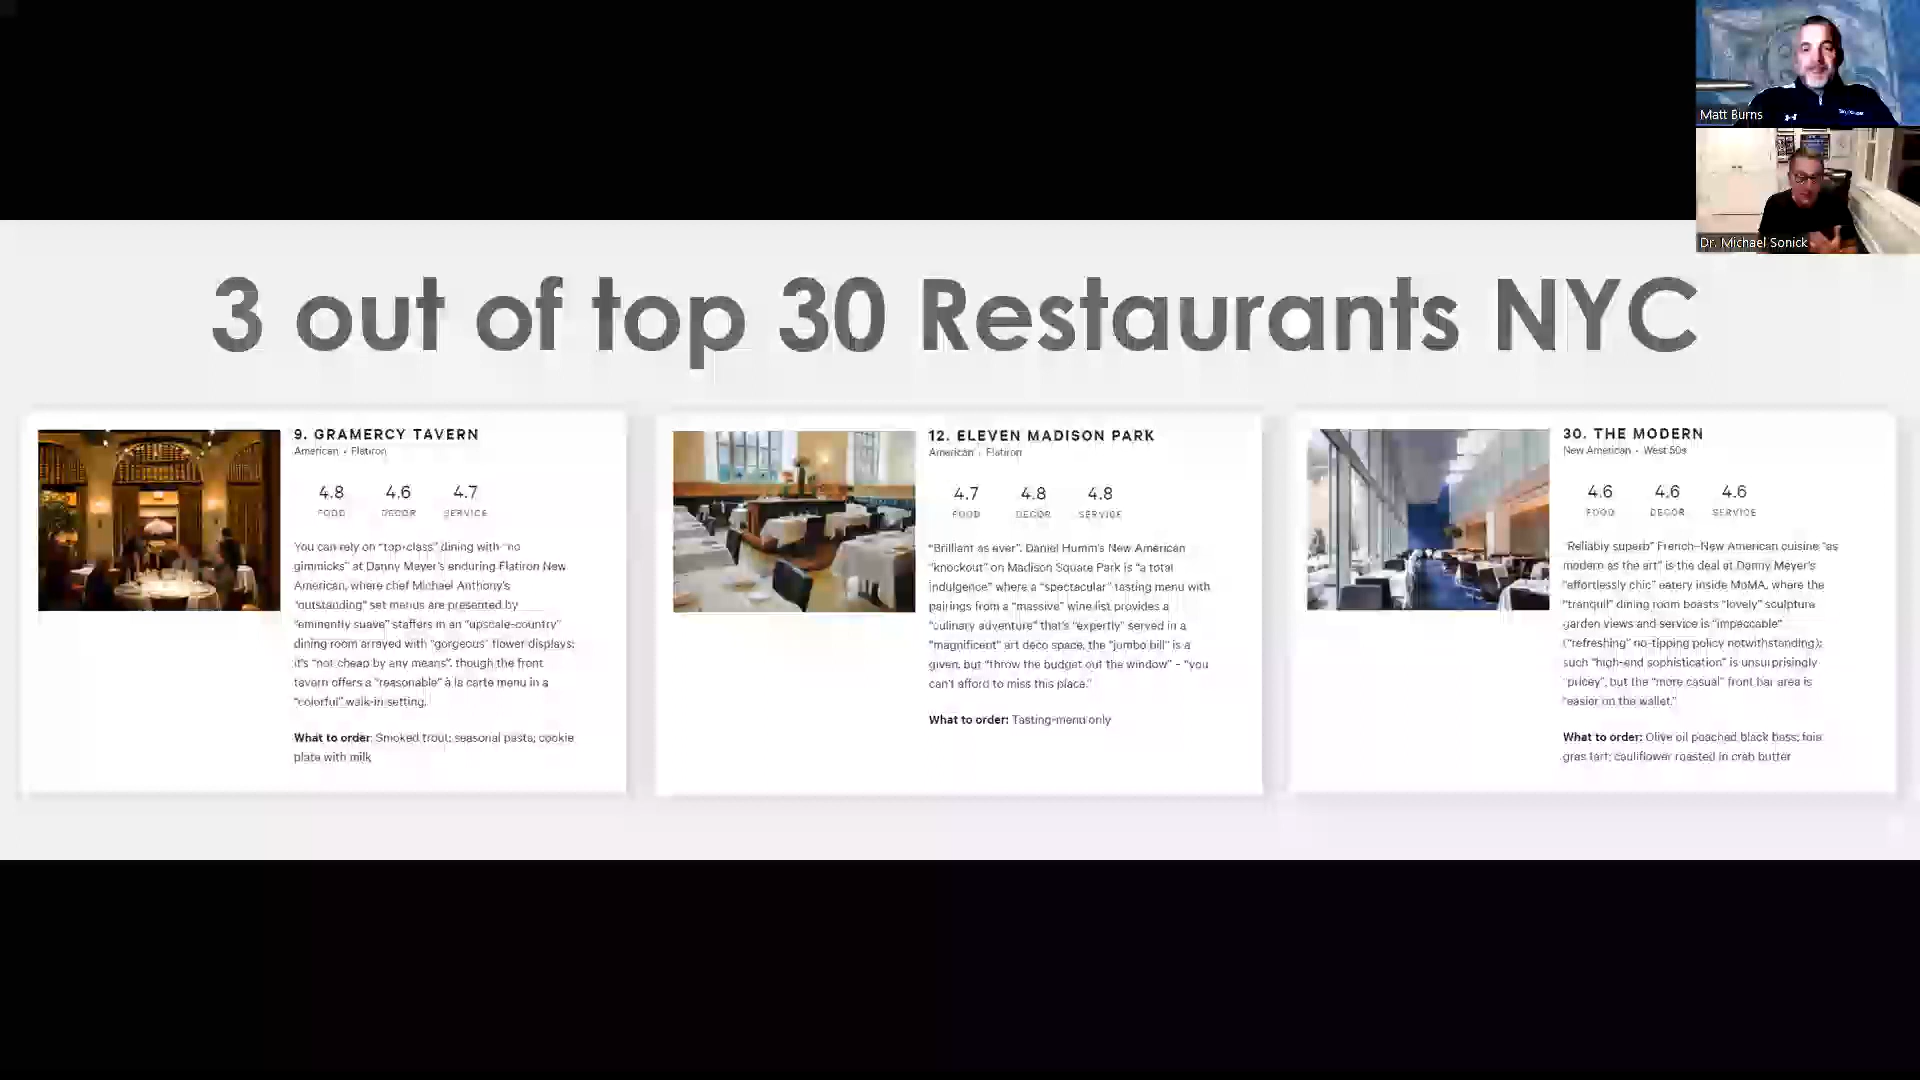 Matt Burns
Dr. Michael Sonick
3 out of top 30 Restaurants NYC
9. GRAMERCY TAVERN
American • Flatiron
4.8 4.6 4.7
FOOD DECOR SERVICE
You can rely on “top-class” dining with “no
gimmicks” at Danny Meyer’s enduring Flatiron New
American, where chef Michael Anthony’s
“outstanding” set menus are presented by
“eminently suave” staffers in an “upscale-country”
dining room arrayed with “gorgeous” flower displays;
it’s “not cheap by any means”, though the front
tavern offers a “reasonable” à la carte menu in a
“colorful” walk-in setting.
What to order: Smoked trout; seasonal pasta; cookie
plate with milk
12. ELEVEN MADISON PARK
American • Flatiron
4.7 4.8 4.8
FOOD DECOR SERVICE
“Brilliant as ever”, Daniel Humm’s New American
“knockout” on Madison Square Park is “a total
indulgence” where a “spectacular” tasting menu with
pairings from a “massive” wine list provides a
“culinary adventure” that’s “expertly” served in a
“magnificent” art deco space, the “jumbo bill” is a
given, but “throw the budget out the window” – “you
can’t afford to miss this place.”
What to order: Tasting-menu only
30. THE MODERN
New American • West 50s
4.6 4.6 4.6
FOOD DECOR SERVICE
“Reliably superb” French–New American cuisine “as
modern as the art” is the deal at Danny Meyer’s
“effortlessly chic” eatery inside MoMA, where the
“tranquil” dining room boasts “lovely” sculpture
garden views and service is “impeccable”
(“refreshing” no-tipping policy notwithstanding);
such “high-end sophistication” is unsurprisingly
“pricey”, but the “more casual” front bar area is
“easier on the wallet.”
What to order: Olive oil poached black bass; foie
gras tart; cauliflower roasted in crab butter